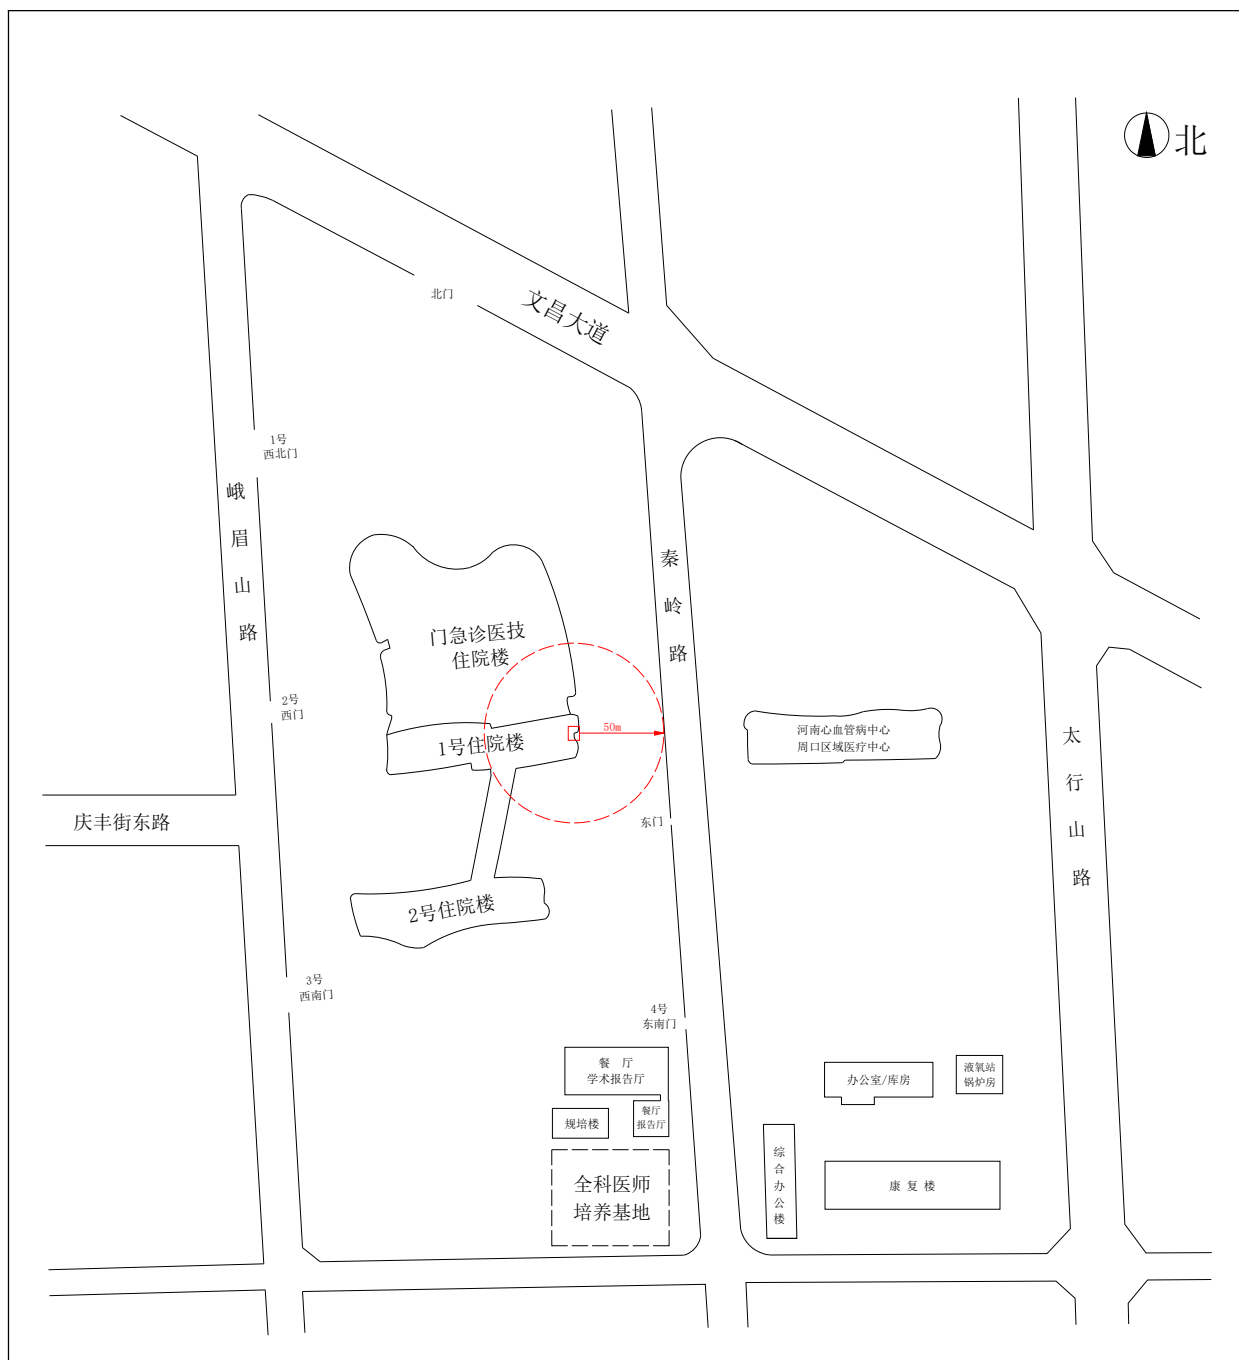 北
北门
文昌大道
1号
西北门
峨眉山路
秦岭路
门急诊医技
住院楼
2号
西门
50m
1号住院楼
河南心血管病中心
周口区域医疗中心
太行山路
庆丰街东路
东门
2号住院楼
3号
西南门
4号
东南门
餐 厅
学术报告厅
办公室/库房
液氧站
锅炉房
规培楼
餐厅
报告厅
综合办公楼
全科医师
培养基地
康复楼